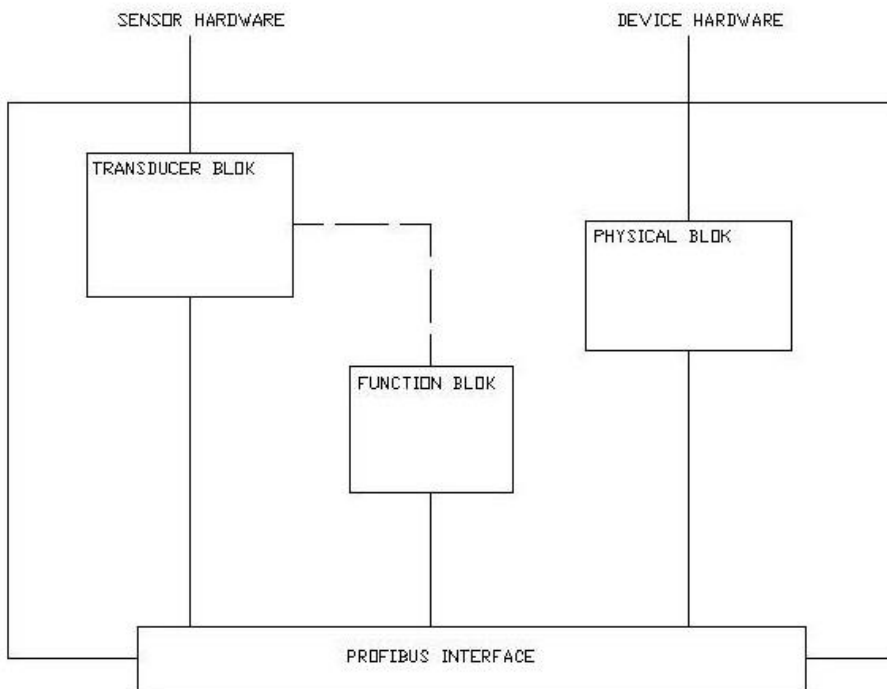 SENSOR HARDWARE
DEVICE HARDWARE
TRANSDUCER BLOK
PHYSICAL BLOK
FUNCTION BLOK
PROFIBUS INTERFACE